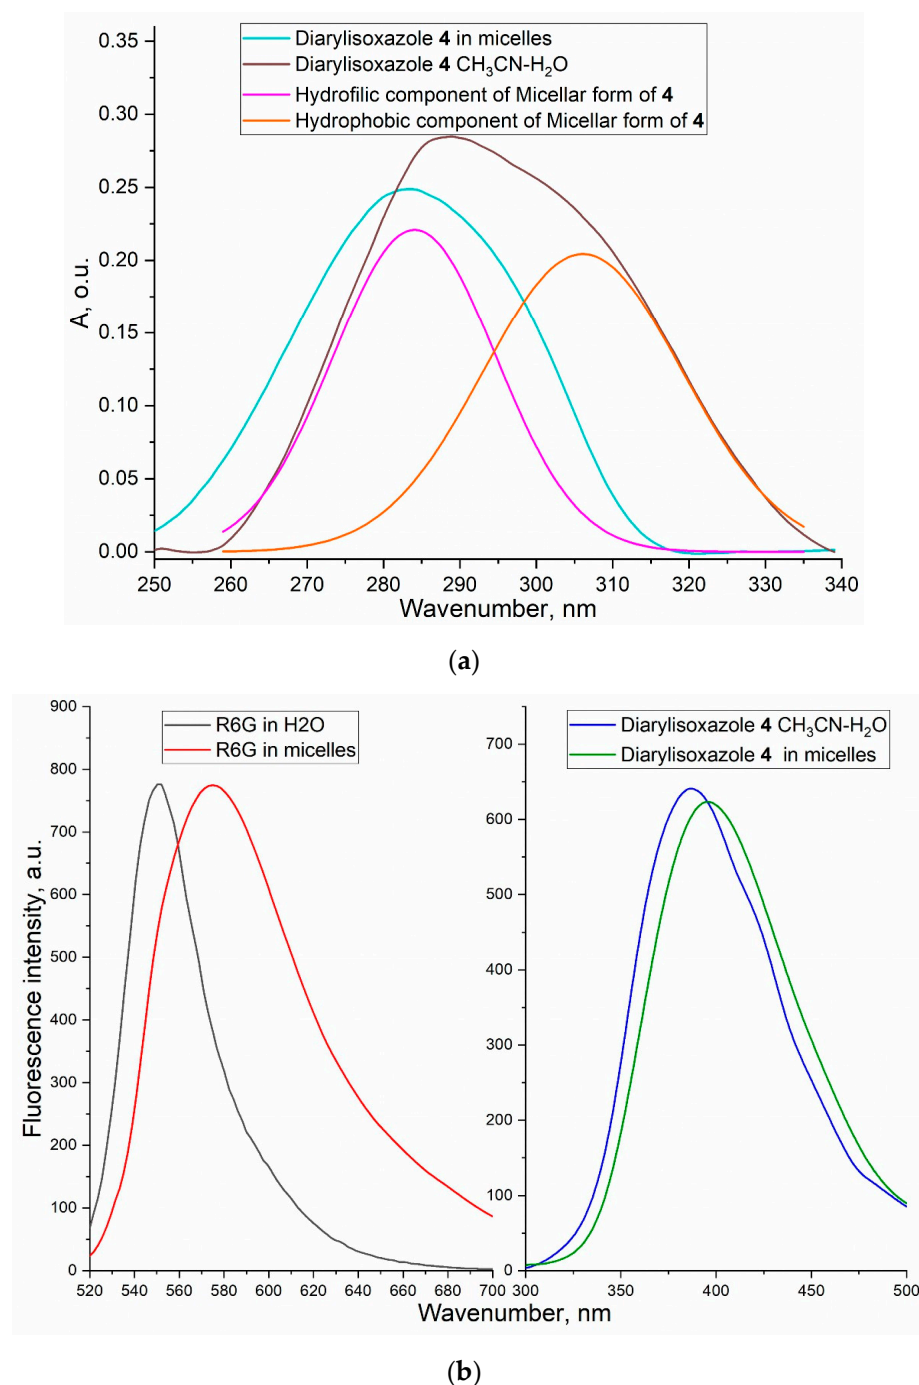 0.35
0.30
0.25
0.20
0.15
0.10
0.05
0.00
A, o.u.
Diarylisoxazole 4 in micelles
Diarylisoxazole 4 CH₃CN-H₂O
Hydrofilic component of Micellar form of 4
Hydrophobic component of Micellar form of 4
250 260 270 280 290 300 310 320 330 340
Wavenumber, nm
(a)
900
800
700
600
500
400
300
200
100
0
Fluorescence intensity, a.u.
R6G in H2O
R6G in micelles
520 540 560 580 600 620 640 660 680 700
700
600
500
400
300
200
100
0
Diarylisoxazole 4 CH₃CN-H₂O
Diarylisoxazole 4 in micelles
300 350 400 450 500
Wavenumber, nm
(b)